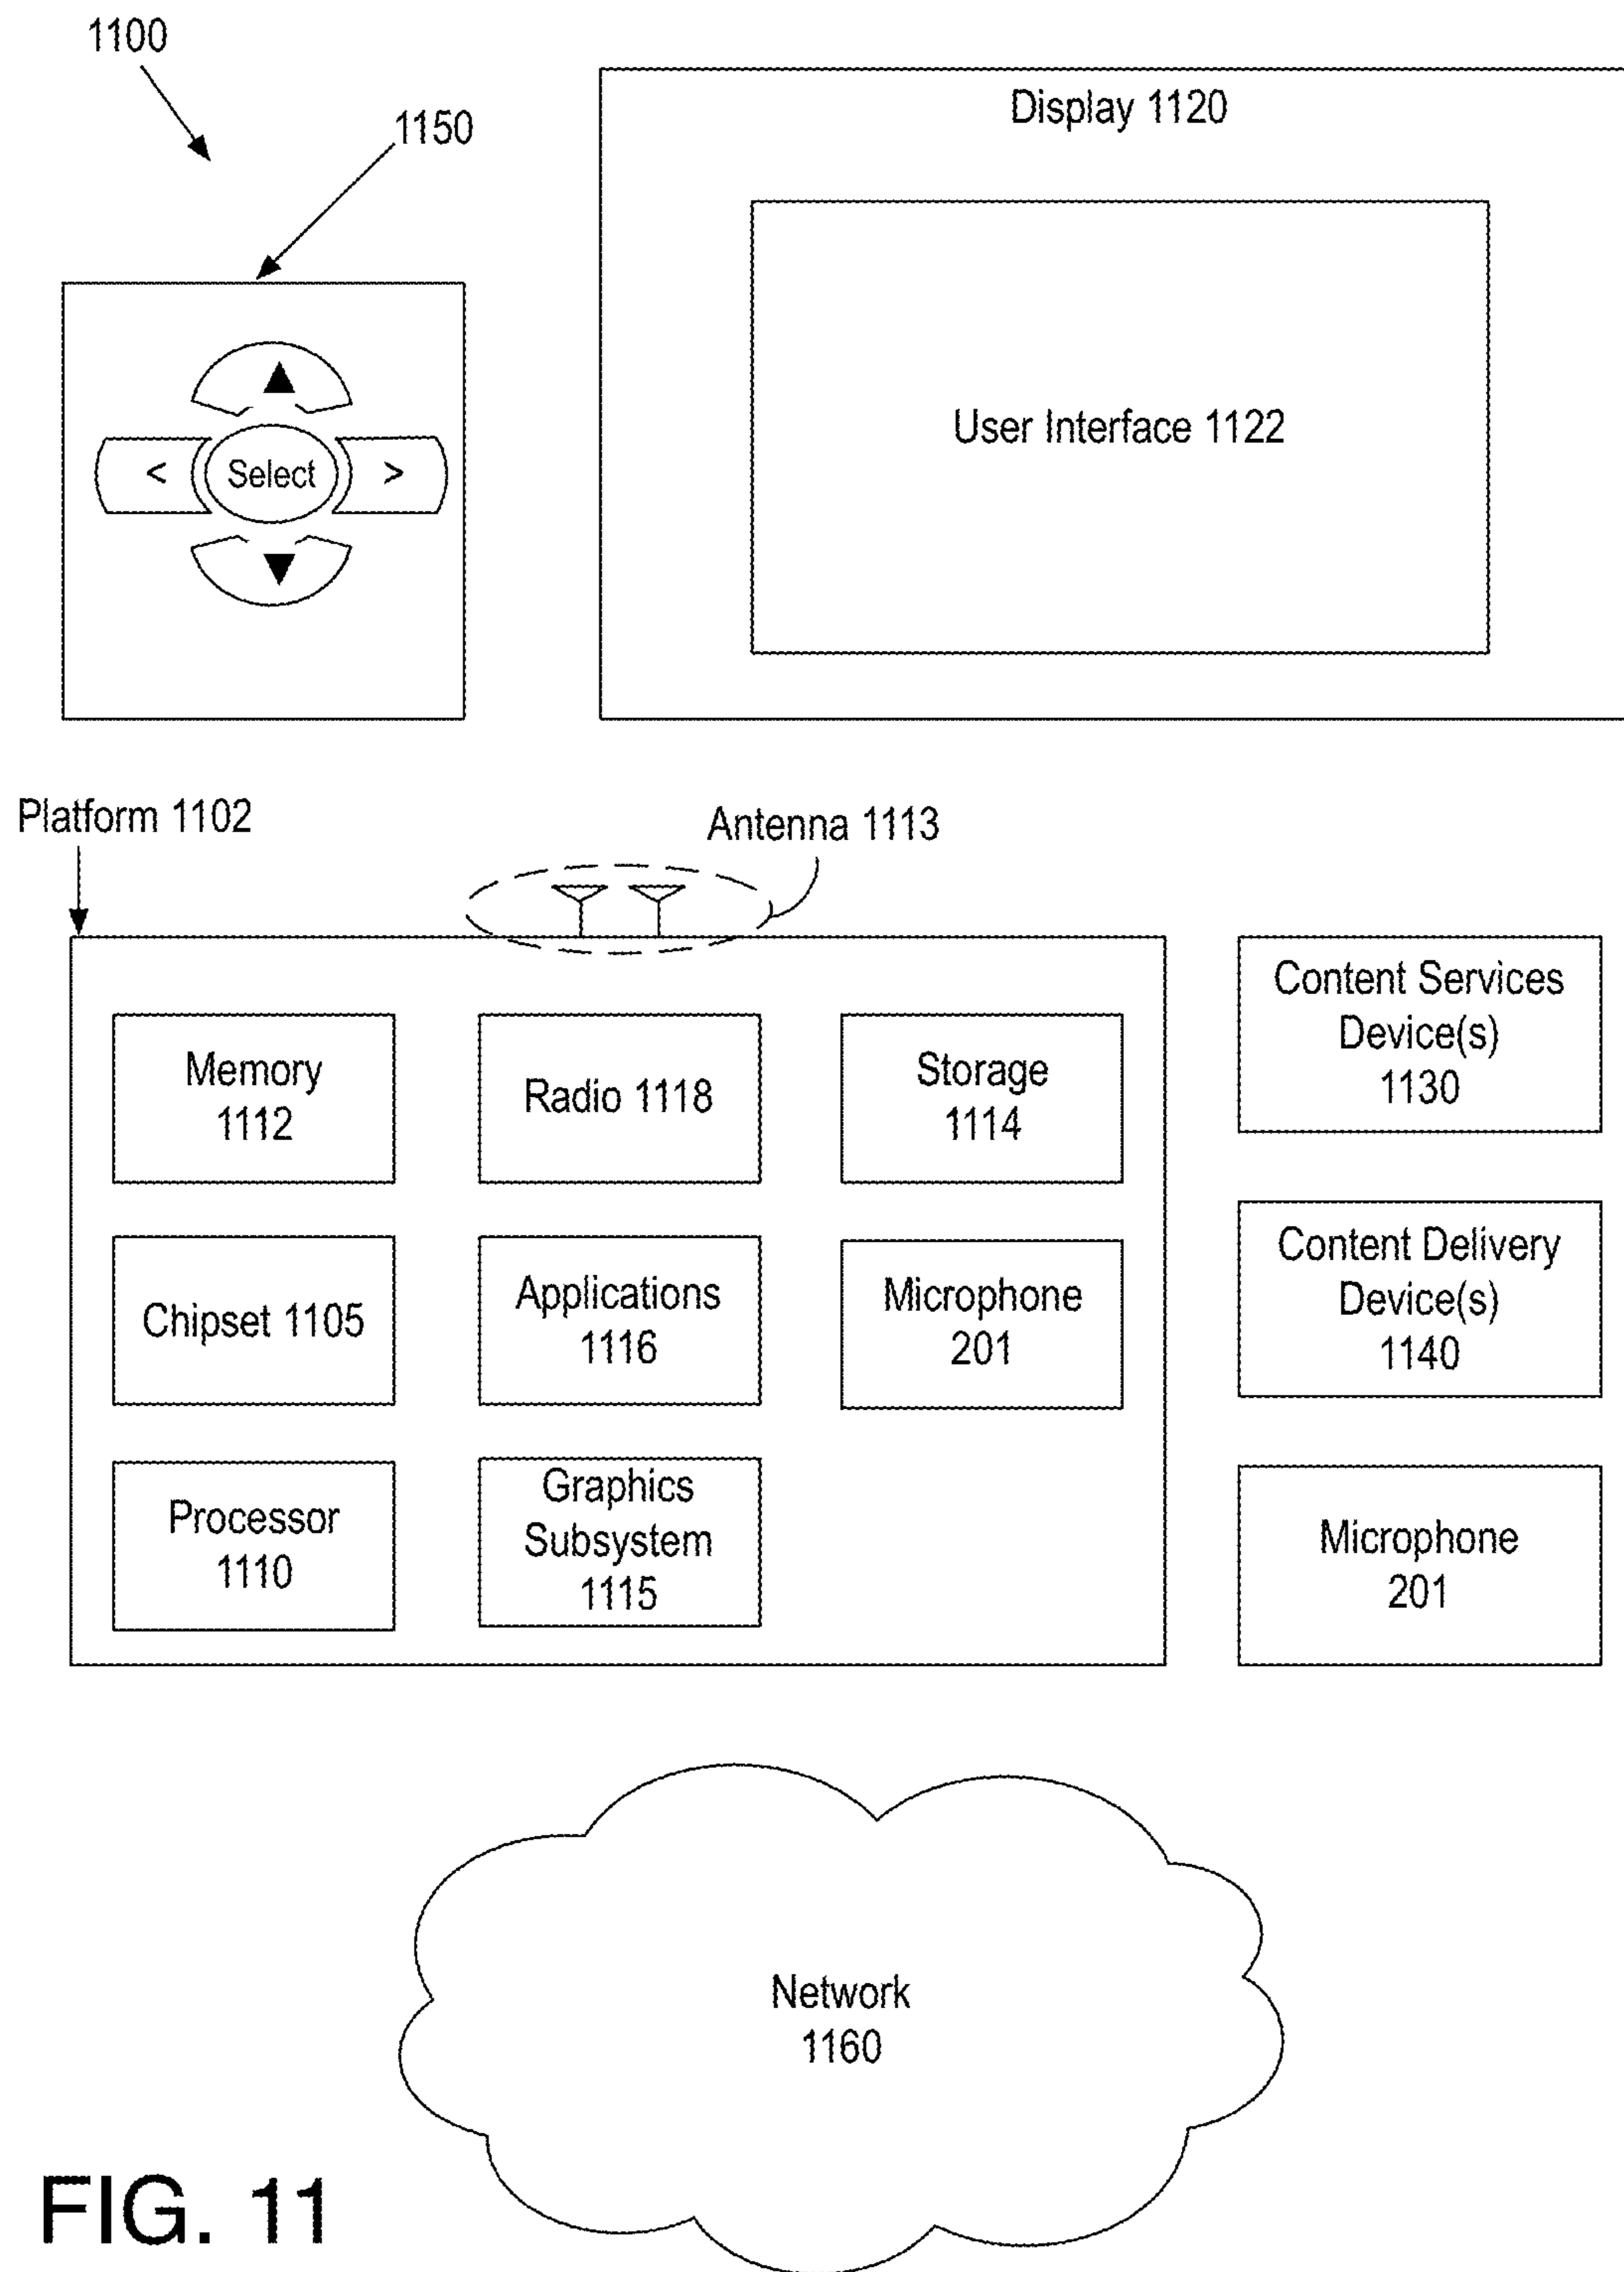 1100
1150
Display 1120
User Interface 1122
<
Select
>
Platform 1102
Antenna 1113
Memory
1112
Radio 1118
Storage
1114
Chipset 1105
Applications
1116
Microphone
201
Processor
1110
Graphics
Subsystem
1115
Content Services
Device(s)
1130
Content Delivery
Device(s)
1140
Microphone
201
Network
1160
FIG. 11